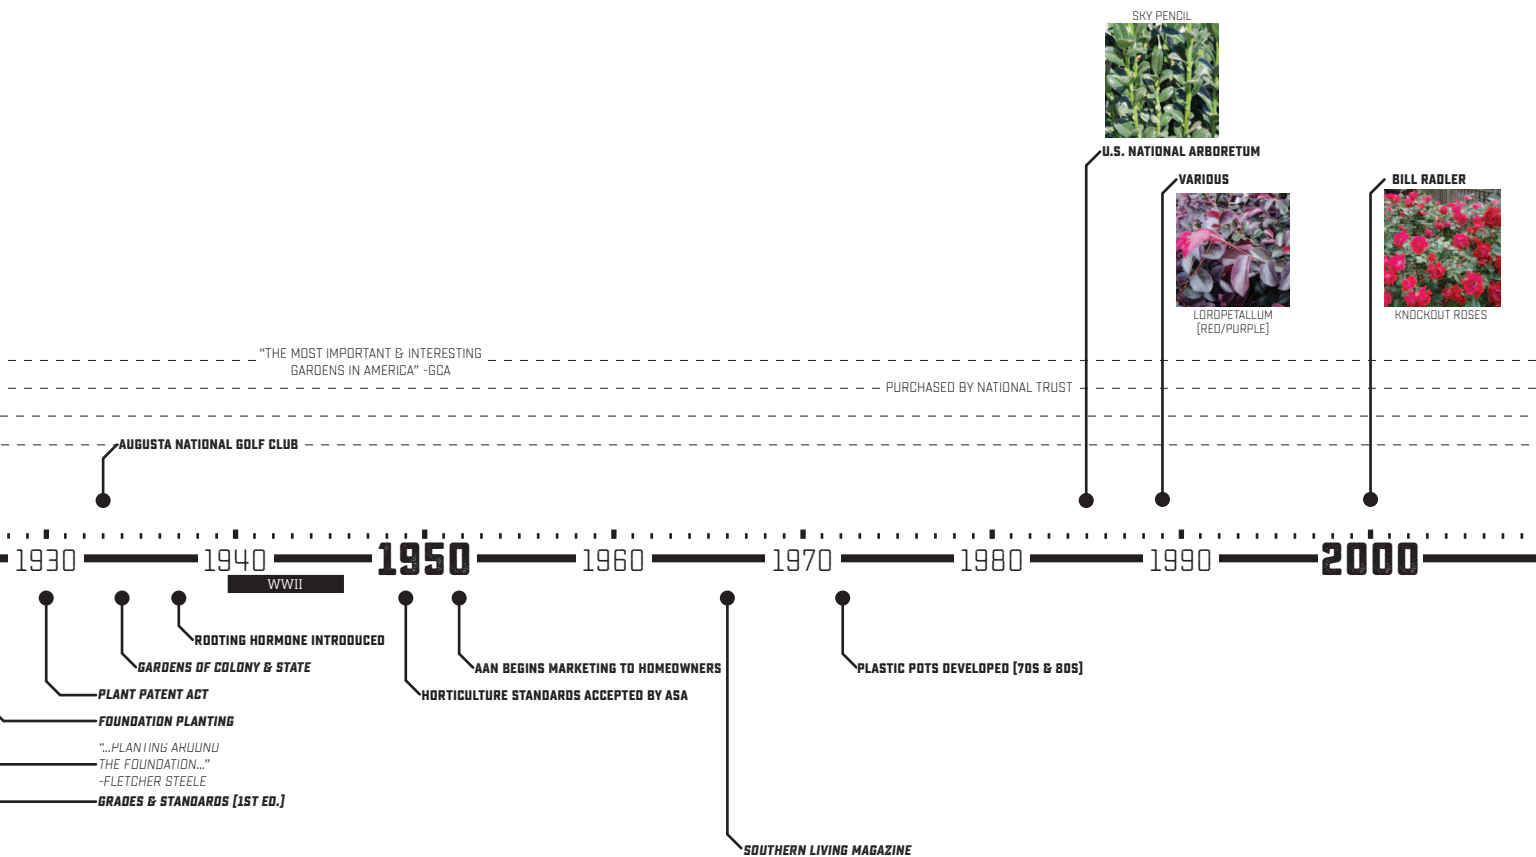 SKY PENCIL
U.S. NATIONAL ARBORETUM
VARIOUS
BILL RADLER
LOROPETALLUM
[RED/PURPLE]
KNOCKOUT ROSES
“THE MOST IMPORTANT & INTERESTING
GARDENS IN AMERICA” -GCA
PURCHASED BY NATIONAL TRUST
AUGUSTA NATIONAL GOLF CLUB
1930 1940 1950 1960 1970 1980 1990 2000
WWII
ROOTING HORMONE INTRODUCED
GARDENS OF COLONY & STATE
AAN BEGINS MARKETING TO HOMEOWNERS
PLASTIC POTS DEVELOPED [70S & 80S]
PLANT PATENT ACT
HORTICULTURE STANDARDS ACCEPTED BY ASA
FOUNDATION PLANTING
“...PLANTING AROUND
THE FOUNDATION...”
-FLETCHER STEELE
GRADES & STANDARDS [1ST ED.]
SOUTHERN LIVING MAGAZINE